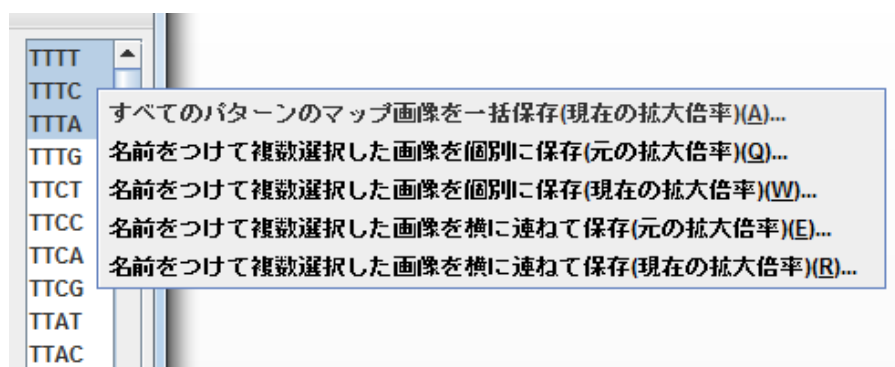 TTTT
TTTC
TTTA
TTTG
TTCT
TTCC
TTCA
TTCG
TTAT
TTAC
すべてのパターンのマップ画像を一括保存(現在の拡大倍率)(A)...
名前をつけて複数選択した画像を個別に保存(元の拡大倍率)(Q)...
名前をつけて複数選択した画像を個別に保存(現在の拡大倍率)(W)...
名前をつけて複数選択した画像を横に連ねて保存(元の拡大倍率)(E)...
名前をつけて複数選択した画像を横に連ねて保存(現在の拡大倍率)(R)...